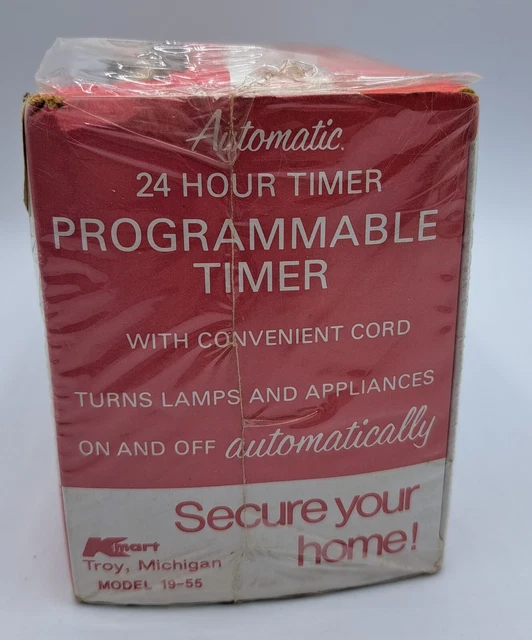 Automatic.
24 HOUR TIMER
PROGRAMMABLE
TIMER
WITH CONVENIENT CORD
TURNS LAMPS AND APPLIANCES
ON AND OFF automatically
Secure your
home!
Kmart
Troy, Michigan
MODEL 19-55